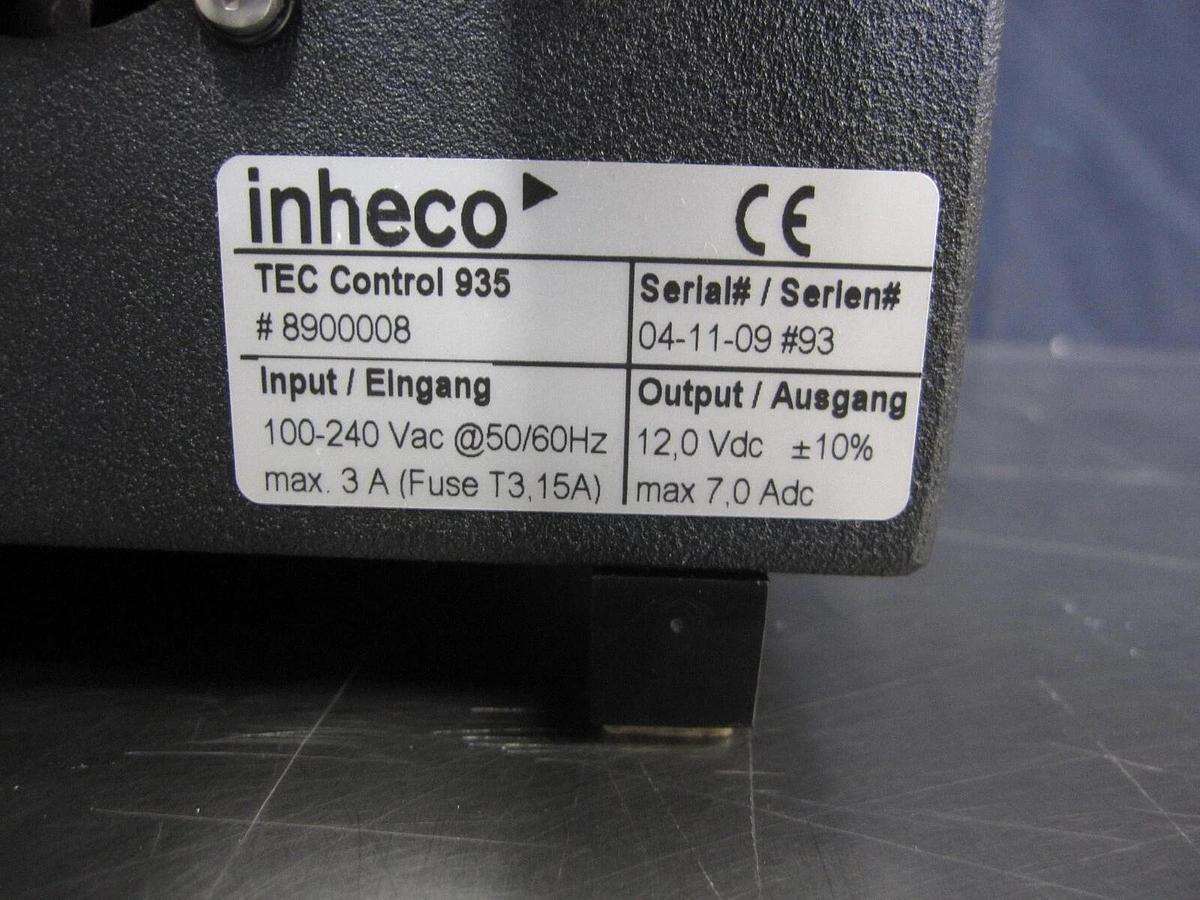 inheco CE
TEC Control 935
# 8900008
Serial# / Serien#
04-11-09 #93
Input / Eingang
100-240 Vac @50/60Hz
max. 3 A (Fuse T3,15A)
Output / Ausgang
12,0 Vdc ±10%
max 7,0 Adc